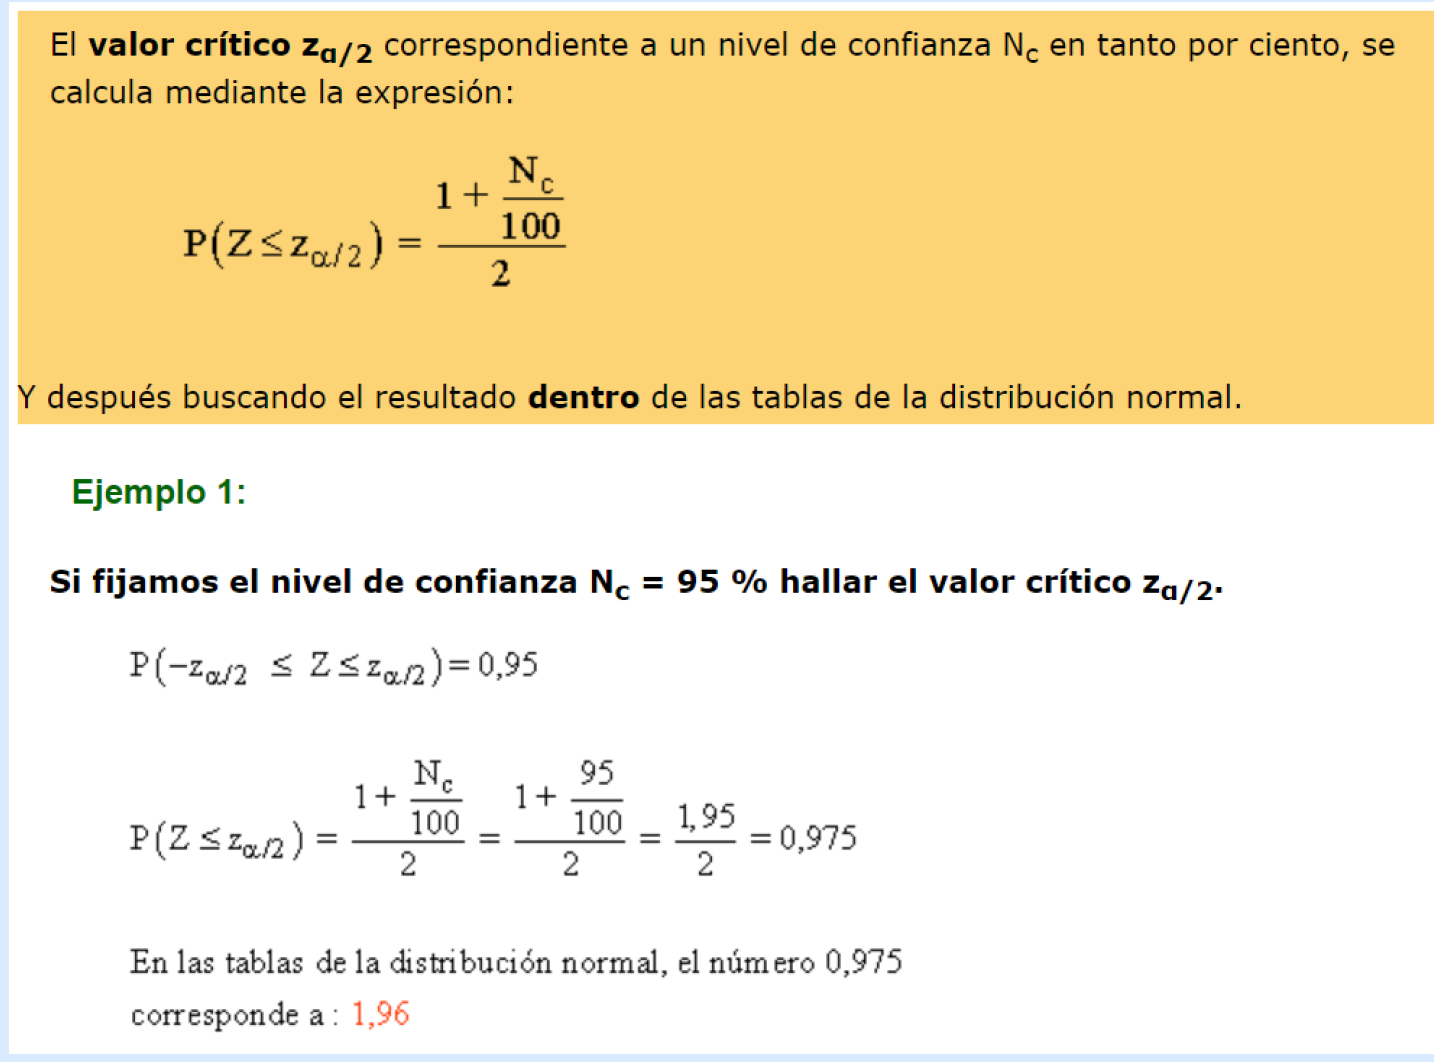 El valor crítico zα/2 correspondiente a un nivel de confianza Nc en tanto por ciento, se
calcula mediante la expresión:
P(Z ≤ zα/2) = (1 + Nc/100)/2
Y después buscando el resultado dentro de las tablas de la distribución normal.
Ejemplo 1:
Si fijamos el nivel de confianza Nc = 95 % hallar el valor crítico zα/2.
P(−zα/2 ≤ Z ≤ zα/2) = 0,95
P(Z ≤ zα/2) = (1 + Nc/100)/2 = (1 + 95/100)/2 = 1,95/2 = 0,975
En las tablas de la distribución normal, el número 0,975
corresponde a : 1,96